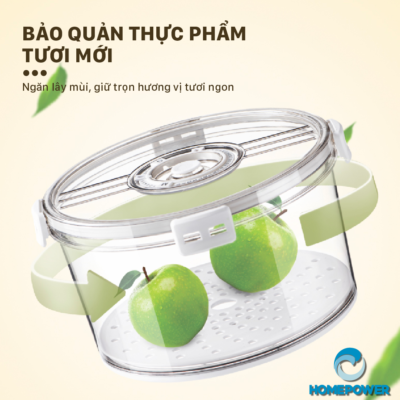 BẢO QUẢN THỰC PHẨM
TƯƠI MỚI
Ngăn lây mùi, giữ trọn hương vị tươi ngon
HOMEPOWER